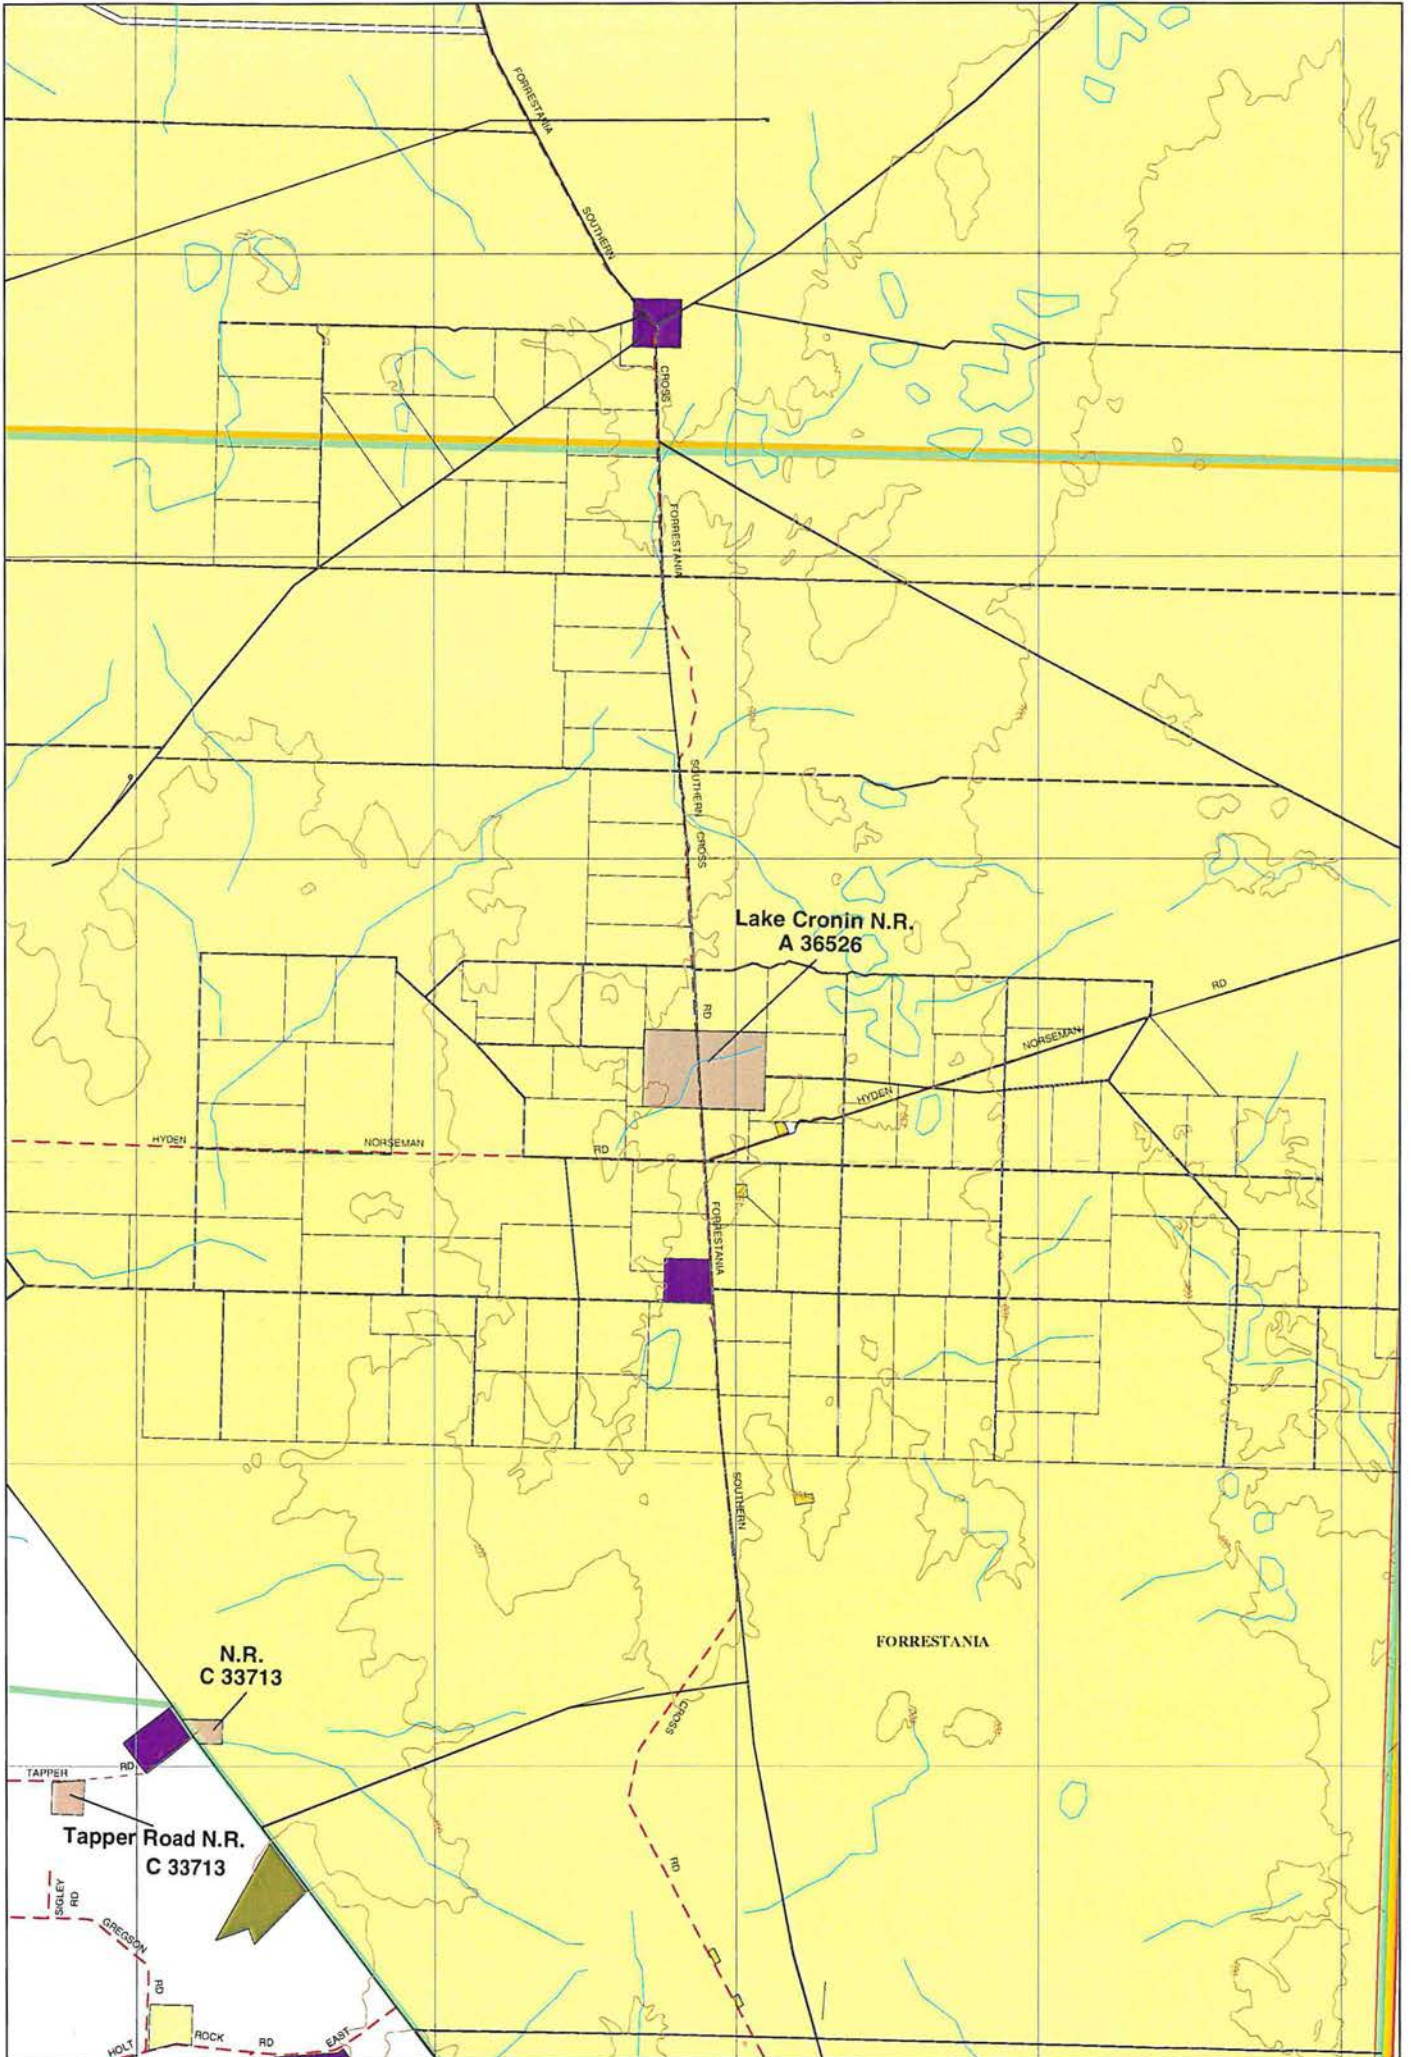 FORRESTANIA
SOUTHERN
CROSS
FORRESTANIA
SOUTHERN
CROSS
Lake Cronin N.R.
A 36526
RD
RD
NORSEMAN
HYDEN
HYDEN
NORSEMAN
RD
FORRESTANIA
SOUTHERN
FORRESTANIA
N.R.
C 33713
CROSS
TAPPER
RD
Tapper Road N.R.
C 33713
RD
SIGLEY
RD
GREGSON
RD
HOLT
ROCK
RD
EAST